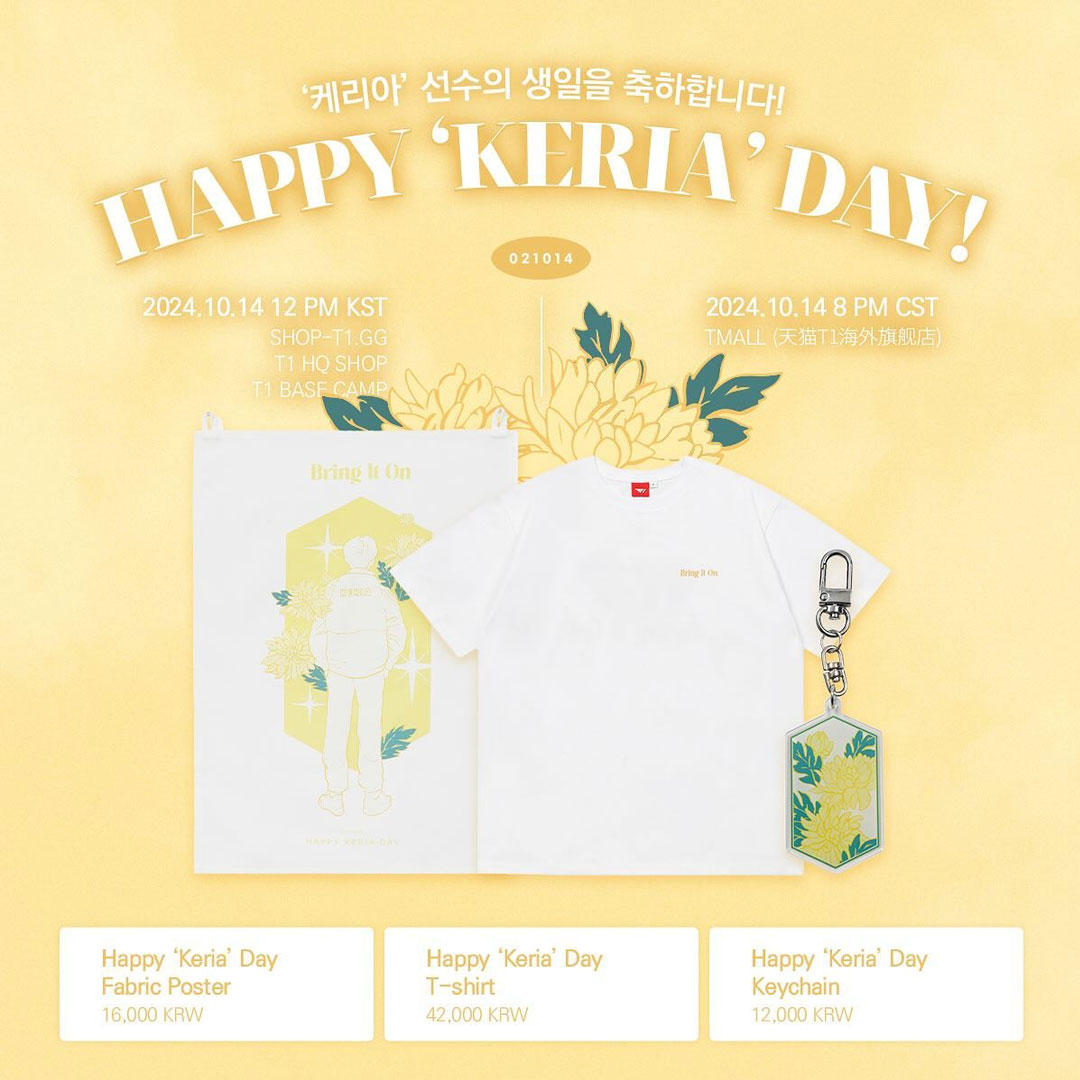 ‘케리아’ 선수의 생일을 축하합니다!
HAPPY ‘KERIA’ DAY!
021014
2024.10.14 12 PM KST
SHOP-T1.GG
T1 HQ SHOP
T1 BASE CAMP
2024.10.14 8 PM CST
TMALL (天猫T1海外旗舰店)
Bring It On
KERIA
HAPPY KERIA DAY
Bring It On
Happy ‘Keria’ Day
Fabric Poster
16,000 KRW
Happy ‘Keria’ Day
T-shirt
42,000 KRW
Happy ‘Keria’ Day
Keychain
12,000 KRW